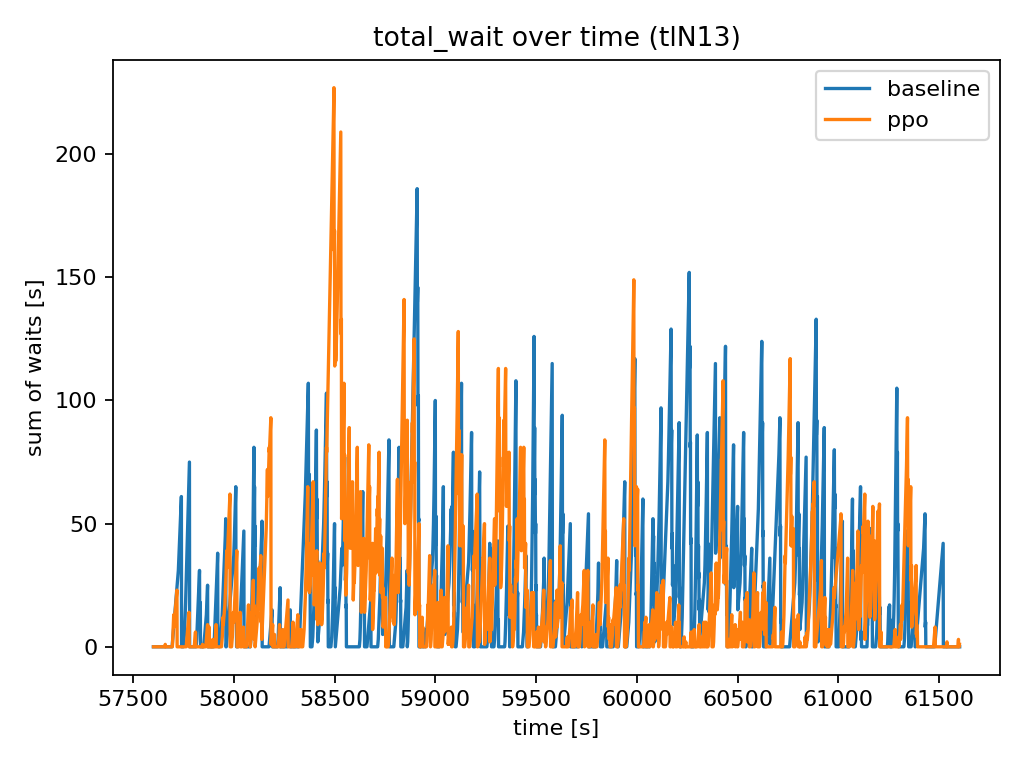 total_wait over time (tlN13)
baseline
ppo
sum of waits [s]
200
150
100
50
0
57500 58000 58500 59000 59500 60000 60500 61000 61500
time [s]